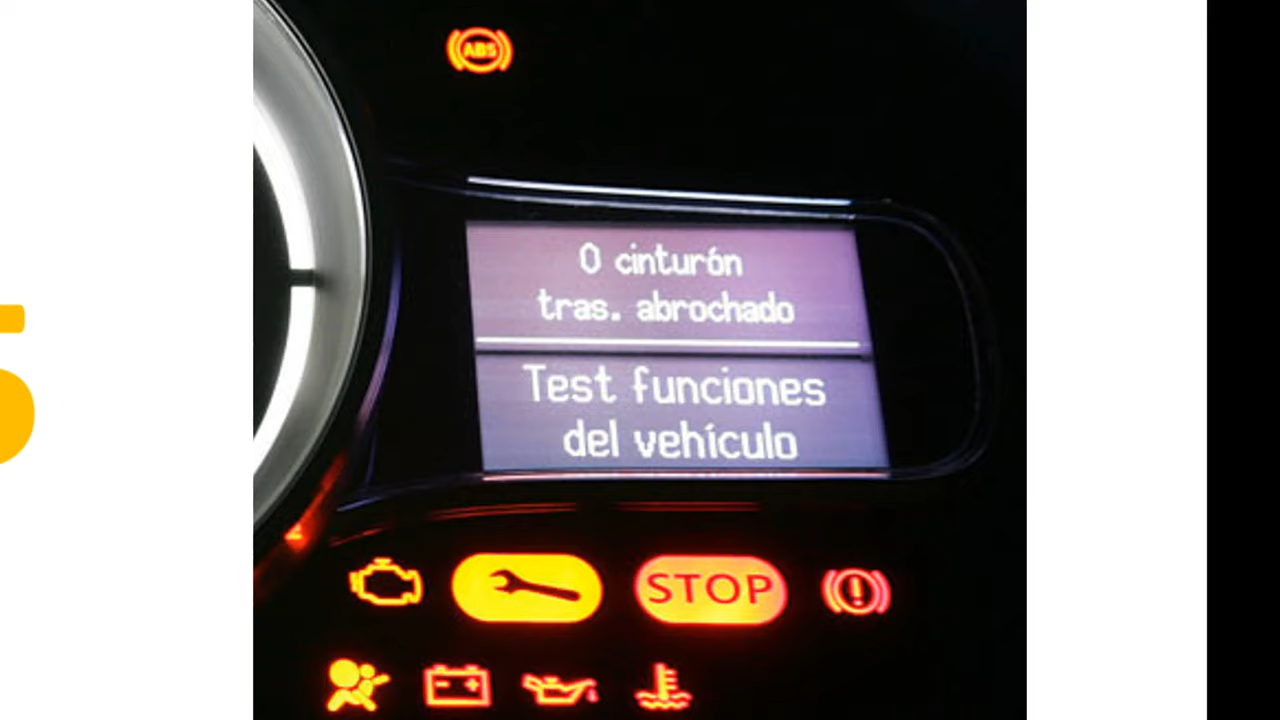 ABS
0 cinturón
tras. abrochado
Test funciones
del vehículo
STOP